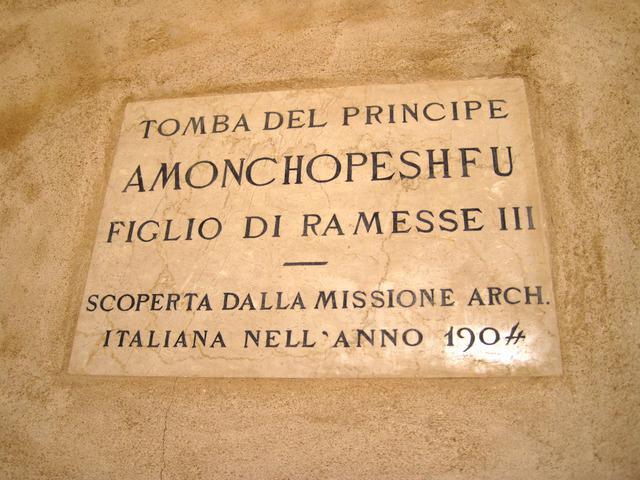 TOMBA DEL PRINCIPE
AMONCHOPESHFU
FIGLIO DI RAMESSE III
SCOPERTA DALLA MISSIONE ARCH.
ITALIANA NELL'ANNO 1904